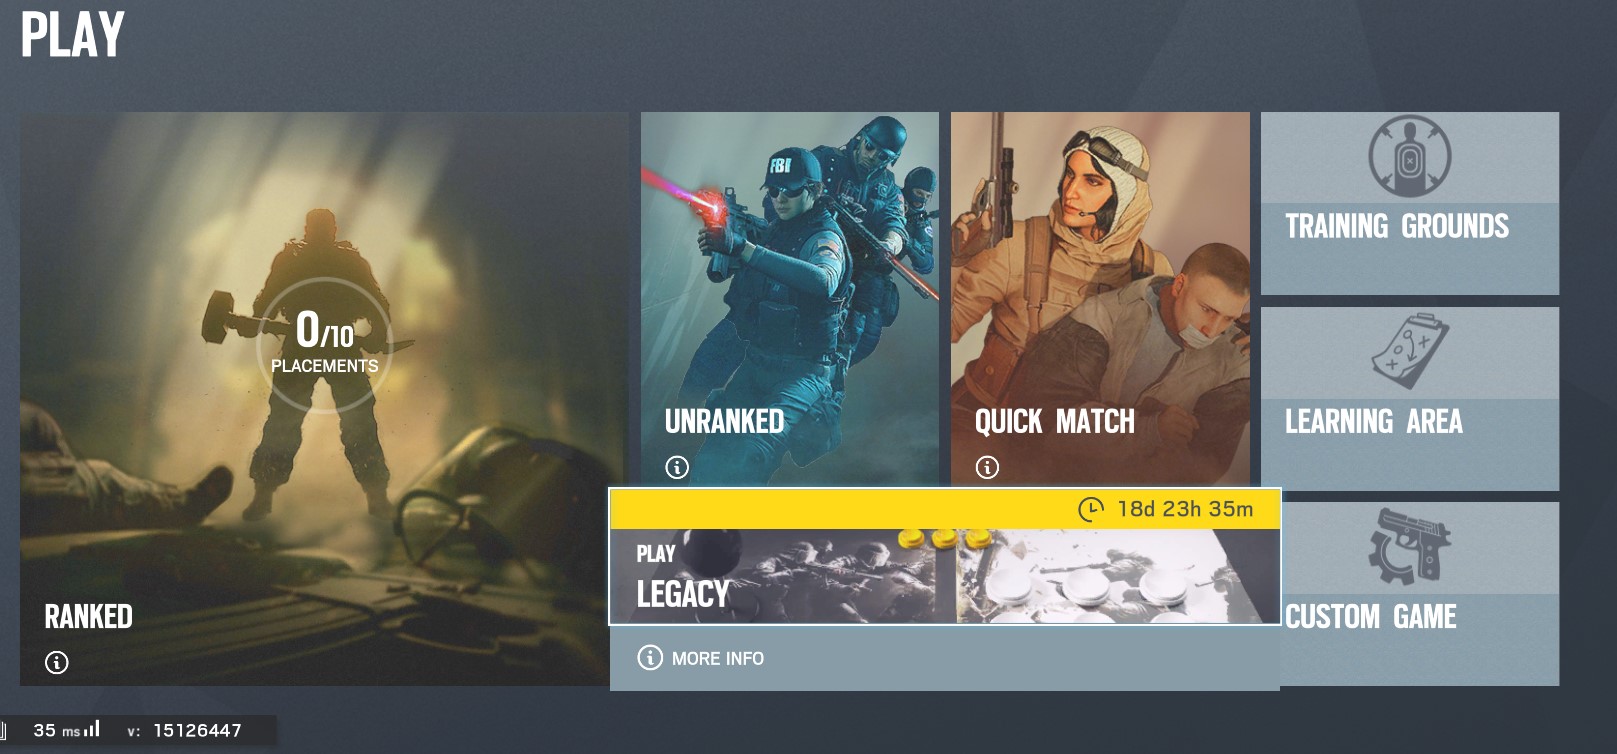 PLAY
0/10
PLACEMENTS
RANKED
FBI
UNRANKED
QUICK MATCH
TRAINING GROUNDS
LEARNING AREA
CUSTOM GAME
18d 23h 35m
PLAY
LEGACY
MORE INFO
35 ms v: 15126447